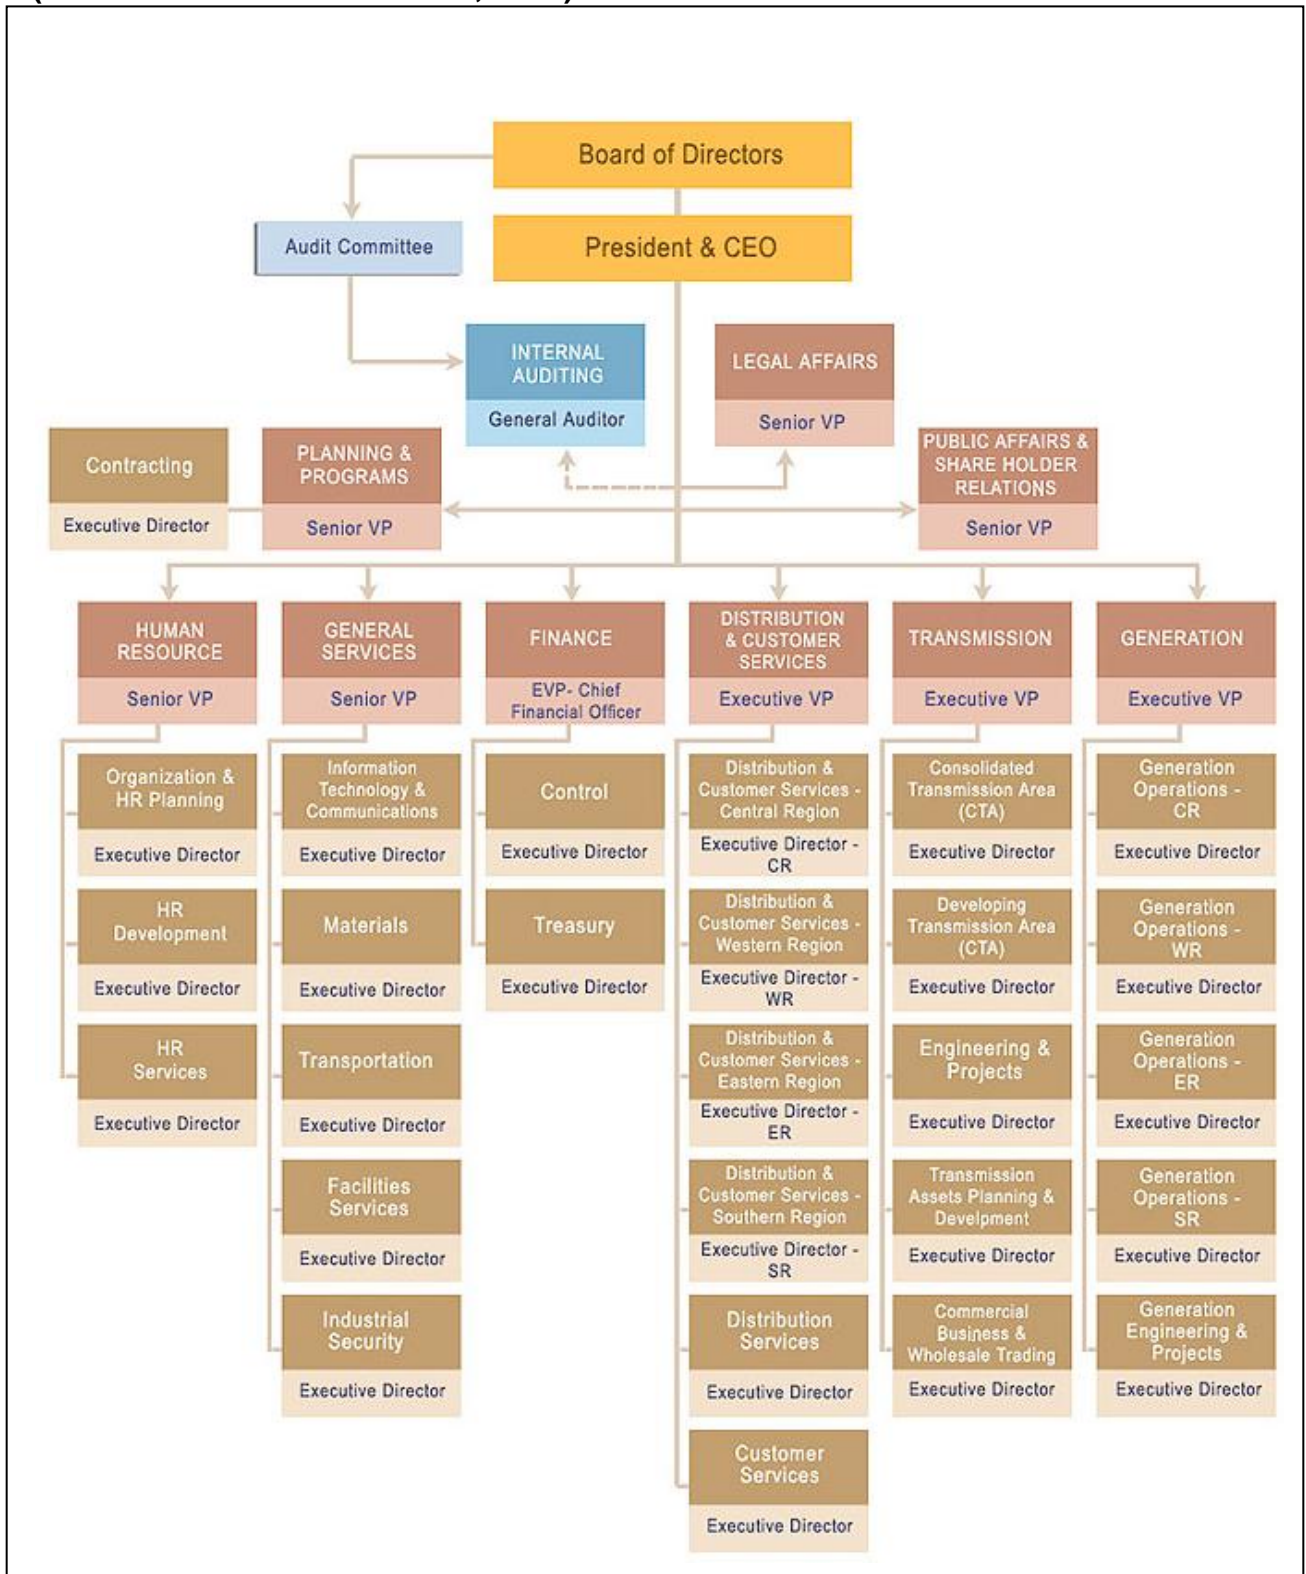 Board of Directors
Audit Committee
President & CEO
INTERNAL
AUDITING
General Auditor
LEGAL AFFAIRS
Senior VP
Contracting
Executive Director
PLANNING &
PROGRAMS
Senior VP
PUBLIC AFFAIRS &
SHARE HOLDER
RELATIONS
Senior VP
HUMAN
RESOURCE
Senior VP
GENERAL
SERVICES
Senior VP
FINANCE
EVP- Chief
Financial Officer
DISTRIBUTION
& CUSTOMER
SERVICES
Executive VP
TRANSMISSION
Executive VP
GENERATION
Executive VP
Organization &
HR Planning
Executive Director
HR
Development
Executive Director
HR
Services
Executive Director
Information
Technology &
Communications
Executive Director
Materials
Executive Director
Transportation
Executive Director
Facilities
Services
Executive Director
Industrial
Security
Executive Director
Control
Executive Director
Treasury
Executive Director
Distribution &
Customer Services -
Central Region
Executive Director -
CR
Distribution &
Customer Services -
Western Region
Executive Director -
WR
Distribution &
Customer Services -
Eastern Region
Executive Director -
ER
Distribution &
Customer Services -
Southern Region
Executive Director -
SR
Distribution
Services
Executive Director
Customer
Services
Executive Director
Consolidated
Transmission Area
(CTA)
Executive Director
Developing
Transmission Area
(CTA)
Executive Director
Engineering &
Projects
Executive Director
Transmission
Assets Planning &
Develpment
Executive Director
Commercial
Business &
Wholesale Trading
Executive Director
Generation
Operations -
CR
Executive Director
Generation
Operations -
WR
Executive Director
Generation
Operations -
ER
Executive Director
Generation
Operations -
SR
Executive Director
Generation
Engineering &
Projects
Executive Director